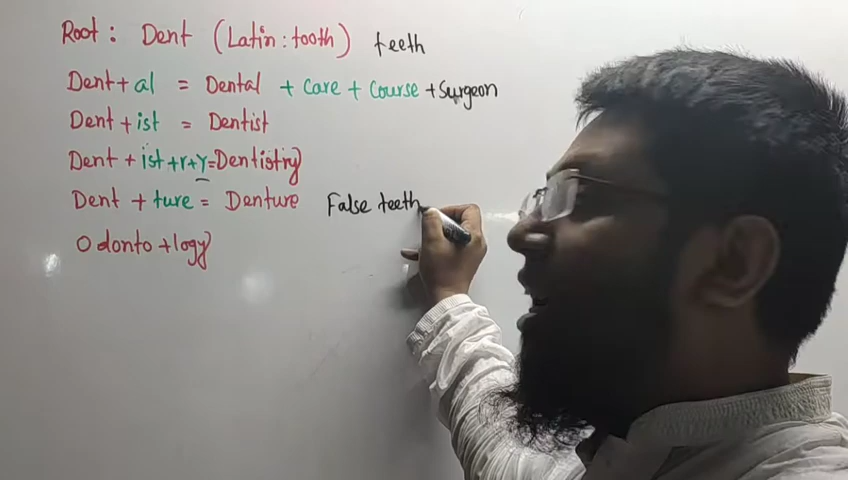 Root: Dent (Latin: tooth) teeth
Dent+al = Dental + care + course + surgeon
Dent + ist = Dentist
Dent + ist+r+y=Dentistry
Dent + ture = Denture False teeth
Odonto + logy